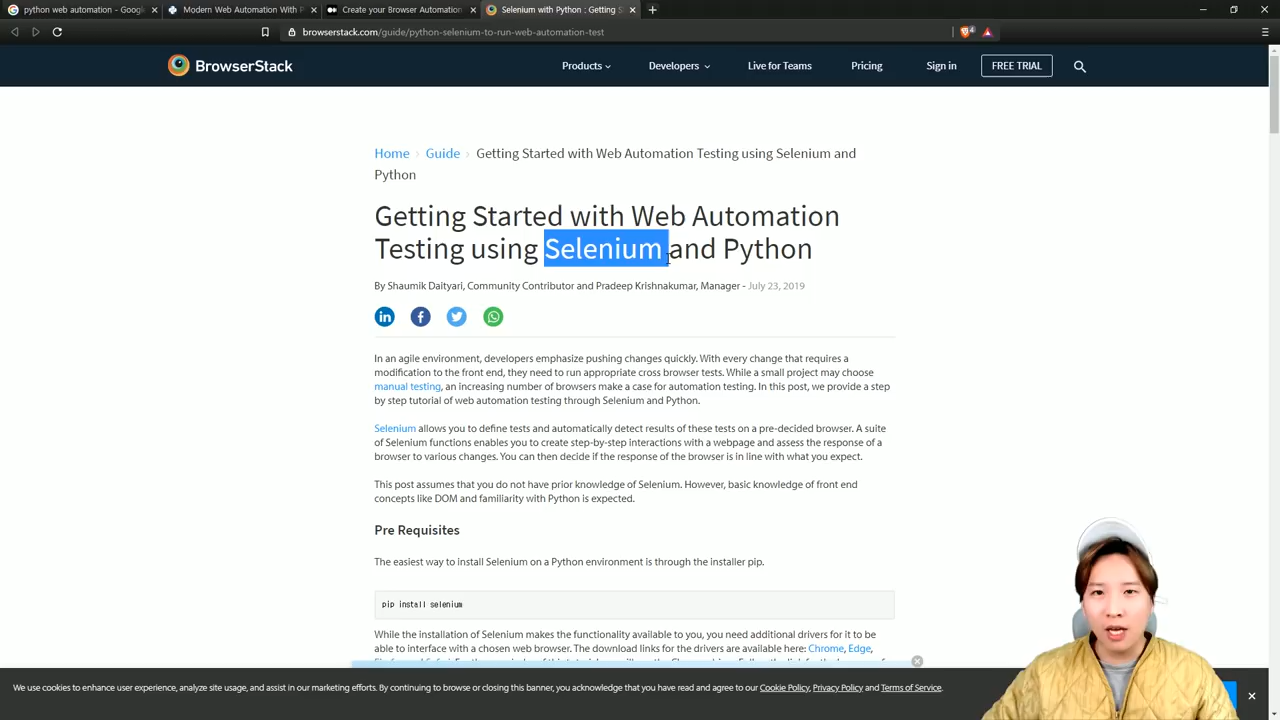 python web automation - Google
Modern Web Automation With P
Create your Browser Automation
Selenium with Python : Getting S
browserstack.com/guide/python-selenium-to-run-web-automation-test
BrowserStack
Products
Developers
Live for Teams
Pricing
Sign in
FREE TRIAL
Home › Guide › Getting Started with Web Automation Testing using Selenium and
Python
Getting Started with Web Automation
Testing using Selenium and Python
By Shaumik Daityari, Community Contributor and Pradeep Krishnakumar, Manager - July 23, 2019
In an agile environment, developers emphasize pushing changes quickly. With every change that requires a
modification to the front end, they need to run appropriate cross browser tests. While a small project may choose
manual testing, an increasing number of browsers make a case for automation testing. In this post, we provide a step
by step tutorial of web automation testing through Selenium and Python.
Selenium allows you to define tests and automatically detect results of these tests on a pre-decided browser. A suite
of Selenium functions enables you to create step-by-step interactions with a webpage and assess the response of a
browser to various changes. You can then decide if the response of the browser is in line with what you expect.
This post assumes that you do not have prior knowledge of Selenium. However, basic knowledge of front end
concepts like DOM and familiarity with Python is expected.
Pre Requisites
The easiest way to install Selenium on a Python environment is through the installer pip.
pip install selenium
While the installation of Selenium makes the functionality available to you, you need additional drivers for it to be
able to interface with a chosen web browser. The download links for the drivers are available here: Chrome, Edge,
We use cookies to enhance user experience, analyze site usage, and assist in our marketing efforts. By continuing to browse or closing this banner, you acknowledge that you have read and agree to our Cookie Policy, Privacy Policy and Terms of Service.